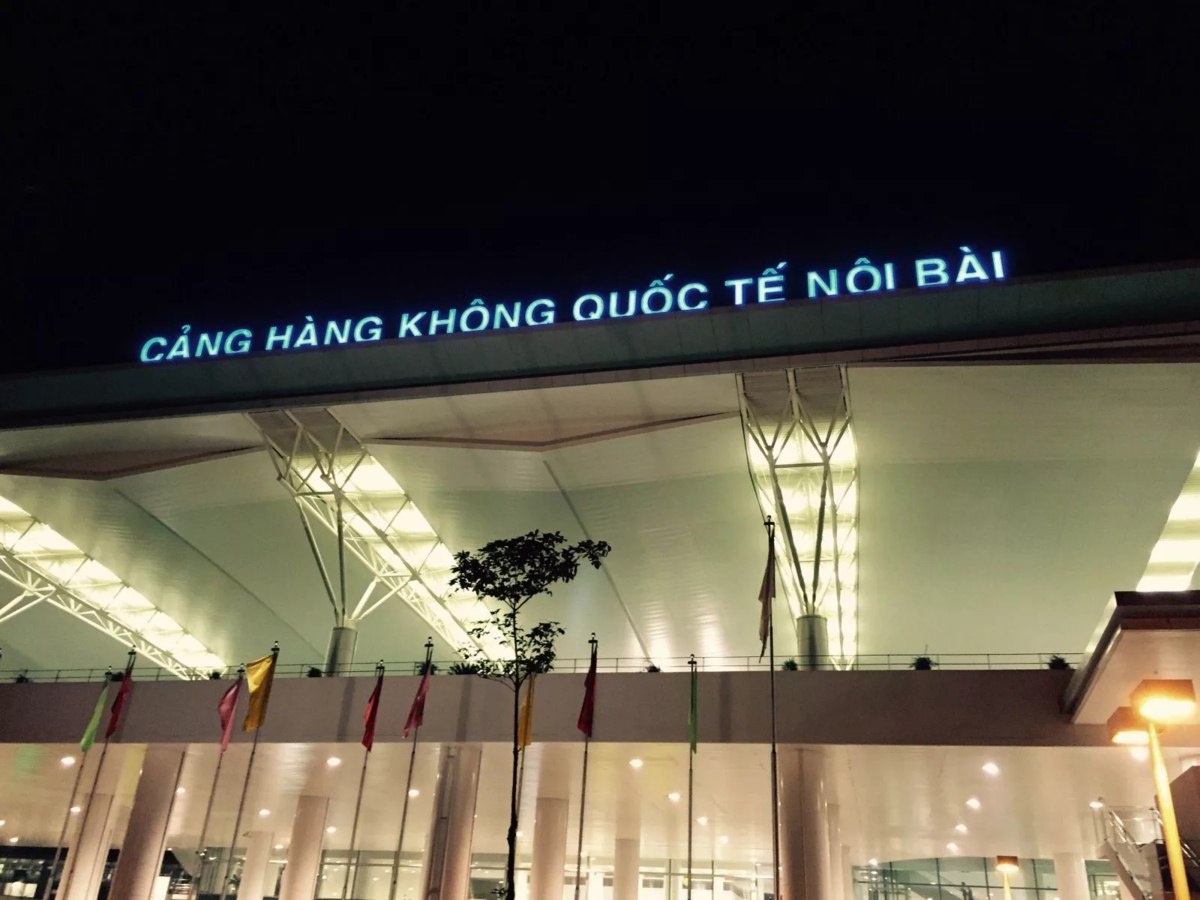 CẢNG HÀNG KHÔNG QUỐC TẾ NỘI BÀI